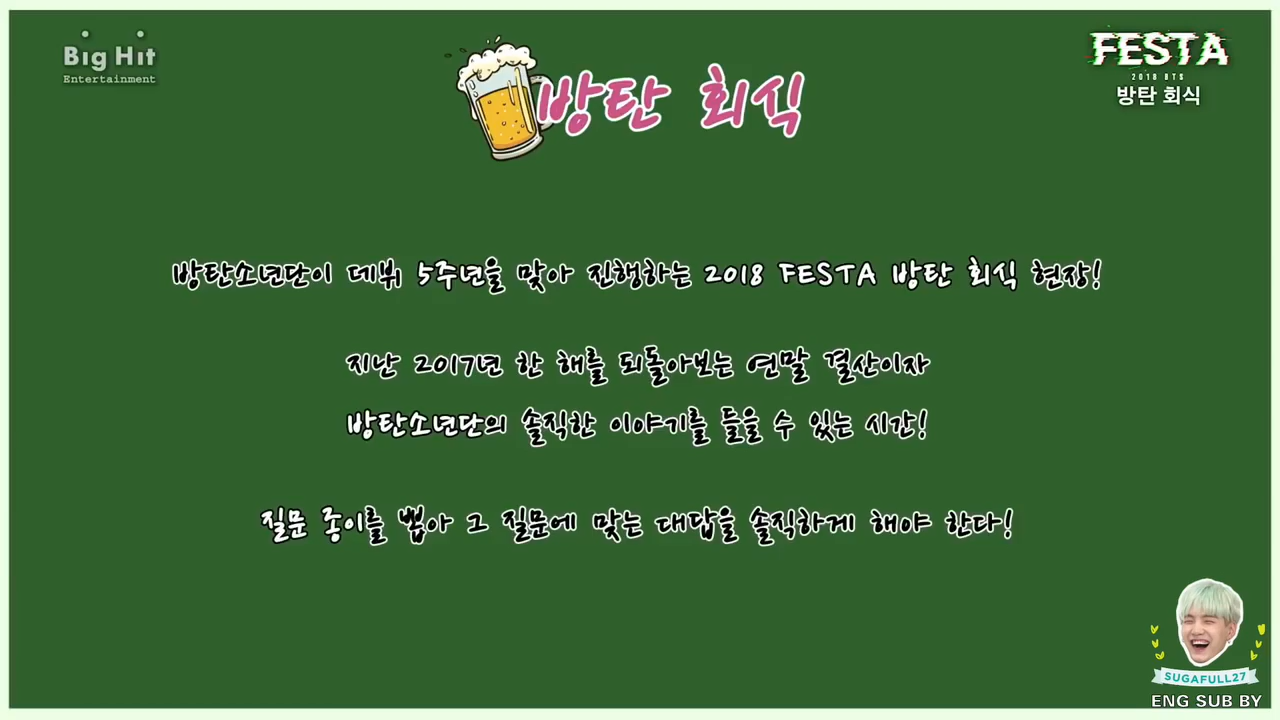 Big Hit
Entertainment
방탄 회식
FESTA
2018 BTS
방탄 회식
방탄소년단이 데뷔 5주년을 맞아 진행하는 2018 FESTA 방탄 회식 현장!
지난 2017년 한 해를 되돌아보는 연말 결산이자
방탄소년단의 솔직한 이야기를 들을 수 있는 시간!
질문 종이를 뽑아 그 질문에 맞는 대답을 솔직하게 해야 한다!
SUGAFULL27
ENG SUB BY